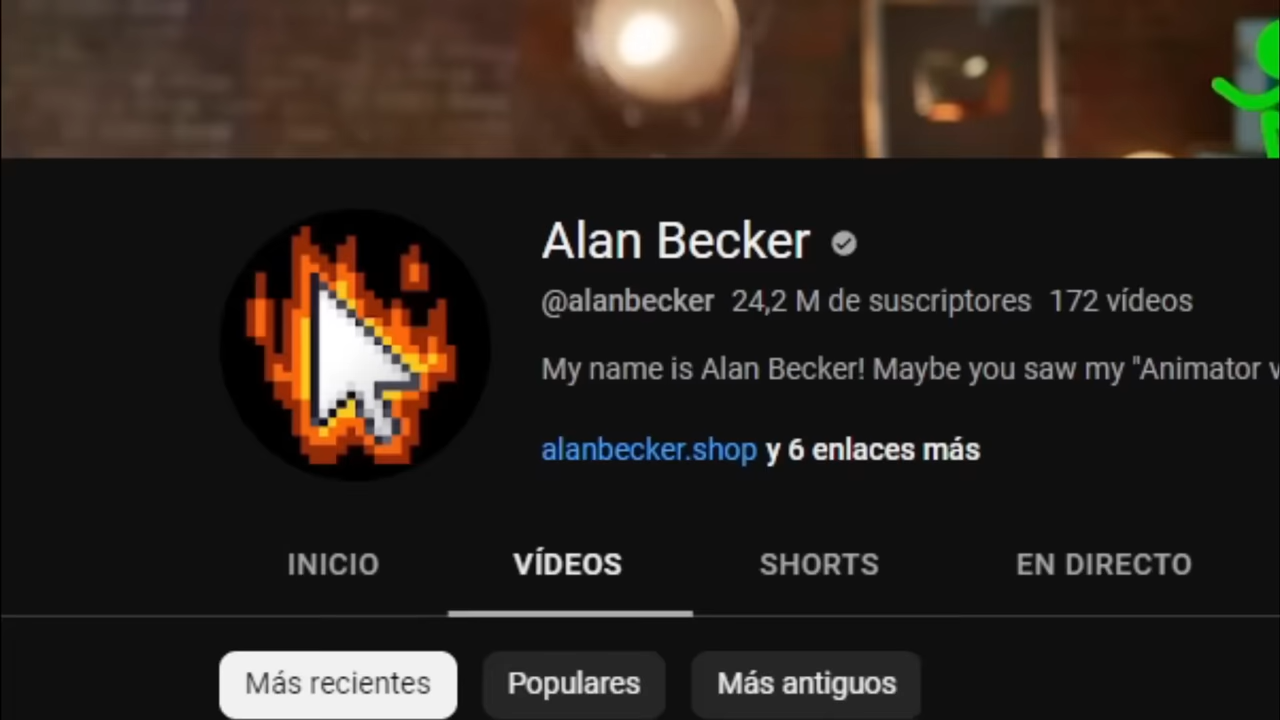 Alan Becker
@alanbecker 24,2 M de suscriptores 172 vídeos
My name is Alan Becker! Maybe you saw my "Animator v
alanbecker.shop y 6 enlaces más
INICIO VÍDEOS SHORTS EN DIRECTO
Más recientes Populares Más antiguos